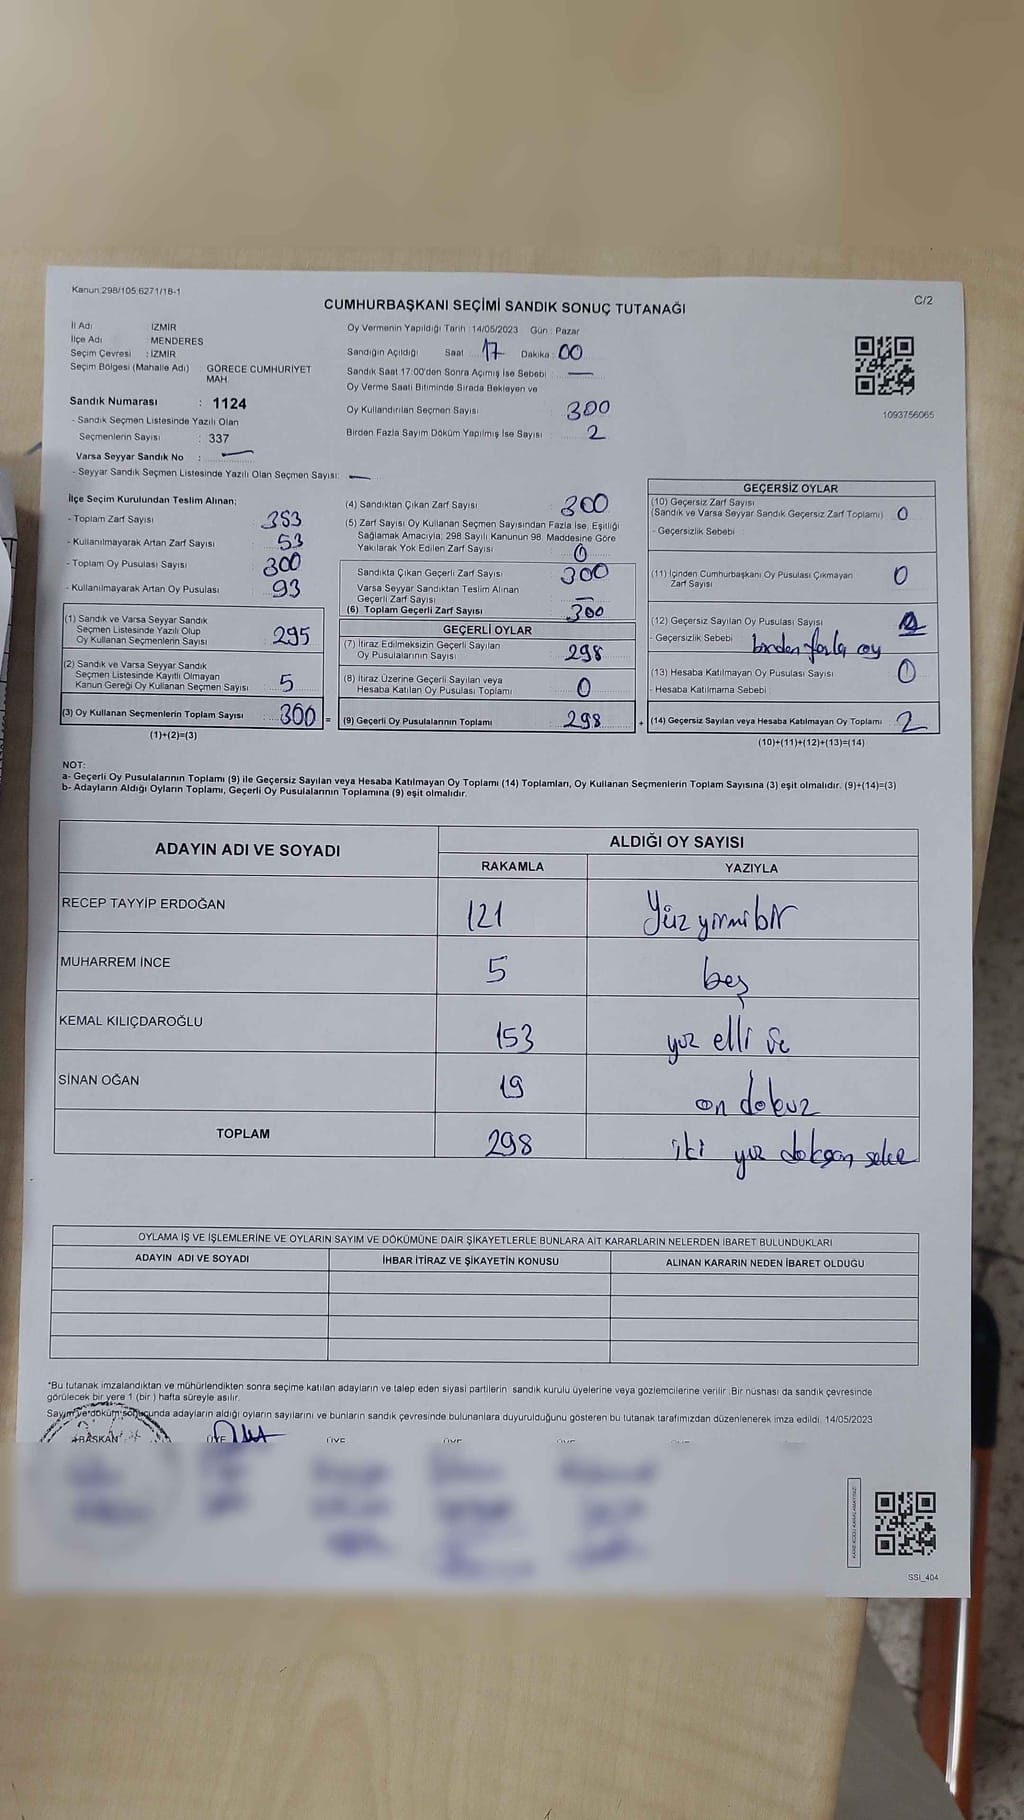 Kanun:298/105:6271/18-1
C/2
CUMHURBAŞKANI SEÇİMİ SANDIK SONUÇ TUTANAĞI
İl Adı : İZMİR
İlçe Adı : MENDERES
Seçim Çevresi : İZMİR
Seçim Bölgesi (Mahalle Adı) : GÖRECE CUMHURİYET
MAH.
Sandık Numarası : 1124
- Sandık Seçmen Listesinde Yazılı Olan
Seçmenlerin Sayısı : 337
Varsa Seyyar Sandık No : —
- Seyyar Sandık Seçmen Listesinde Yazılı Olan Seçmen Sayısı: —
Oy Vermenin Yapıldığı Tarih : 14/05/2023 Gün : Pazar
Sandığın Açıldığı Saat 17 Dakika : 00
Sandık Saat 17:00'den Sonra Açımış İse Sebebi : —
Oy Verme Saati Bitiminde Sırada Bekleyen ve
Oy Kullandırılan Seçmen Sayısı : 300
Birden Fazla Sayım Döküm Yapılmış İse Sayısı : 2
1093756065
İlçe Seçim Kurulundan Teslim Alınan;
- Toplam Zarf Sayısı : 353
- Kullanılmayarak Artan Zarf Sayısı : 53
- Toplam Oy Pusulası Sayısı : 300
- Kullanılmayarak Artan Oy Pusulası : 93
(1) Sandık ve Varsa Seyyar Sandık
Seçmen Listesinde Yazılı Olup
Oy Kullanan Seçmenlerin Sayısı : 295
(2) Sandık ve Varsa Seyyar Sandık
Seçmen Listesinde Kayıtlı Olmayan
Kanun Gereği Oy Kullanan Seçmen Sayısı : 5
(3) Oy Kullanan Seçmenlerin Toplam Sayısı : 300 =
(1)+(2)=(3)
(4) Sandıktan Çıkan Zarf Sayısı : 300
(5) Zarf Sayısı Oy Kullanan Seçmen Sayısından Fazla İse, Eşitliği
Sağlamak Amacıyla; 298 Sayılı Kanunun 98. Maddesine Göre
Yakılarak Yok Edilen Zarf Sayısı : 0
Sandıkta Çıkan Geçerli Zarf Sayısı : 300
Varsa Seyyar Sandıktan Teslim Alınan
Geçerli Zarf Sayısı : —
(6) Toplam Geçerli Zarf Sayısı : 300
GEÇERLİ OYLAR
(7) İtiraz Edilmeksizin Geçerli Sayılan
Oy Pusulalarının Sayısı : 298
(8) İtiraz Üzerine Geçerli Sayılan veya
Hesaba Katılan Oy Pusulası Toplamı : 0
(9) Geçerli Oy Pusulalarının Toplamı : 298 +
GEÇERSİZ OYLAR
(10) Geçersiz Zarf Sayısı
(Sandık ve Varsa Seyyar Sandık Geçersiz Zarf Toplamı) : 0
- Geçersizlik Sebebi :
(11) İçinden Cumhurbaşkanı Oy Pusulası Çıkmayan
Zarf Sayısı : 0
(12) Geçersiz Sayılan Oy Pusulası Sayısı :
- Geçersizlik Sebebi : birden fazla oy
(13) Hesaba Katılmayan Oy Pusulası Sayısı : 0
- Hesaba Katılmama Sebebi :
(14) Geçersiz Sayılan veya Hesaba Katılmayan Oy Toplamı : 2
(10)+(11)+(12)+(13)=(14)
NOT:
a- Geçerli Oy Pusulalarının Toplamı (9) ile Geçersiz Sayılan veya Hesaba Katılmayan Oy Toplamı (14) Toplamları, Oy Kullanan Seçmenlerin Toplam Sayısına (3) eşit olmalıdır. (9)+(14)=(3)
b- Adayların Aldığı Oyların Toplamı, Geçerli Oy Pusulalarının Toplamına (9) eşit olmalıdır.
ADAYIN ADI VE SOYADI ALDIĞI OY SAYISI
RAKAMLA YAZIYLA
RECEP TAYYİP ERDOĞAN 121 Yüz yirmi bir
MUHARREM İNCE 5 beş
KEMAL KILIÇDAROĞLU 153 yüz elli üç
SİNAN OĞAN 19 on dokuz
TOPLAM 298 iki yüz doksan sekiz
OYLAMA İŞ VE İŞLEMLERİNE VE OYLARIN SAYIM VE DÖKÜMÜNE DAİR ŞİKAYETLERLE BUNLARA AİT KARARLARIN NELERDEN İBARET BULUNDUKLARI
ADAYIN ADI VE SOYADI İHBAR İTİRAZ VE ŞİKAYETİN KONUSU ALINAN KARARIN NEDEN İBARET OLDUĞU
*Bu tutanak imzalandıktan ve mühürlendikten sonra seçime katılan adayların ve talep eden siyasi partilerin sandık kurulu üyelerine veya gözlemcilerine verilir. Bir nüshası da sandık çevresinde
görülecek bir yere 1 (bir ) hafta süreyle asılır.
Sayım ve döküm sonucunda adayların aldığı oyların sayılarını ve bunların sandık çevresinde bulunanlara duyurulduğunu gösteren bu tutanak tarafımızdan düzenlenerek imza edildi. 14/05/2023
BAŞKAN ÜYE ÜYE ÜYE
SSI_404